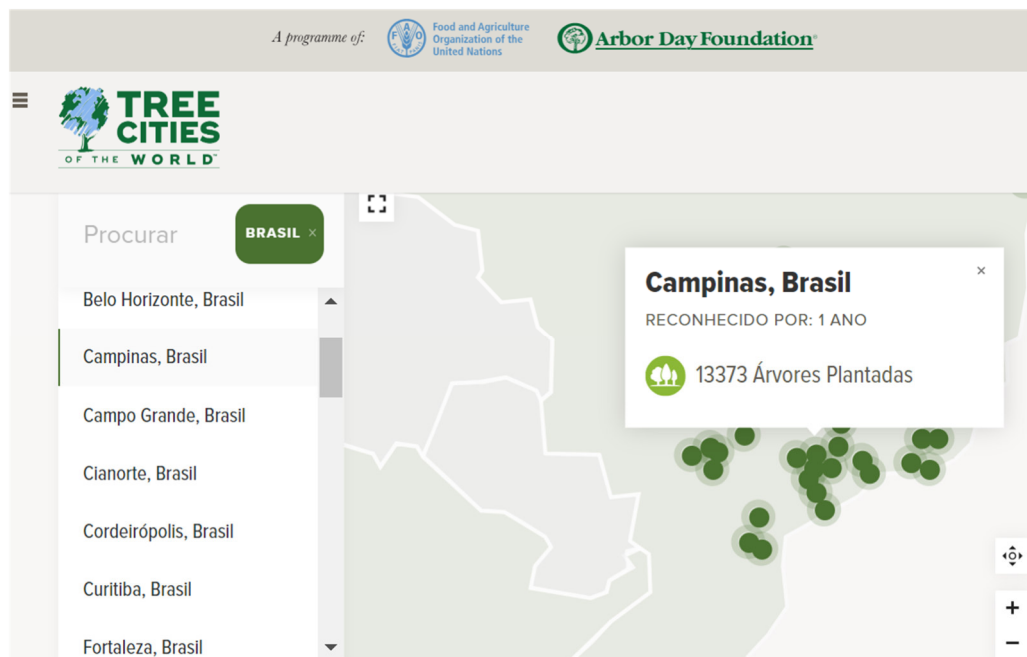 A programme of:
FAO
Food and Agriculture
Organization of the
United Nations
Arbor Day Foundation®
TREE
CITIES
OF THE WORLD™
Procurar
BRASIL ×
Belo Horizonte, Brasil
Campinas, Brasil
Campo Grande, Brasil
Cianorte, Brasil
Cordeirópolis, Brasil
Curitiba, Brasil
Fortaleza, Brasil
Campinas, Brasil
×
RECONHECIDO POR: 1 ANO
13373 Árvores Plantadas
+
−